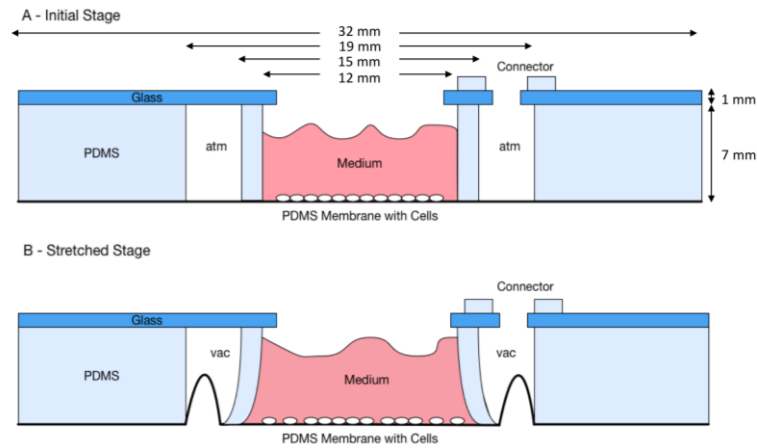 A - Initial Stage
32 mm
19 mm
15 mm
12 mm
Connector
Glass
1 mm
PDMS
atm
Medium
atm
7 mm
PDMS Membrane with Cells
B - Stretched Stage
Connector
Glass
vac
vac
PDMS
Medium
PDMS Membrane with Cells